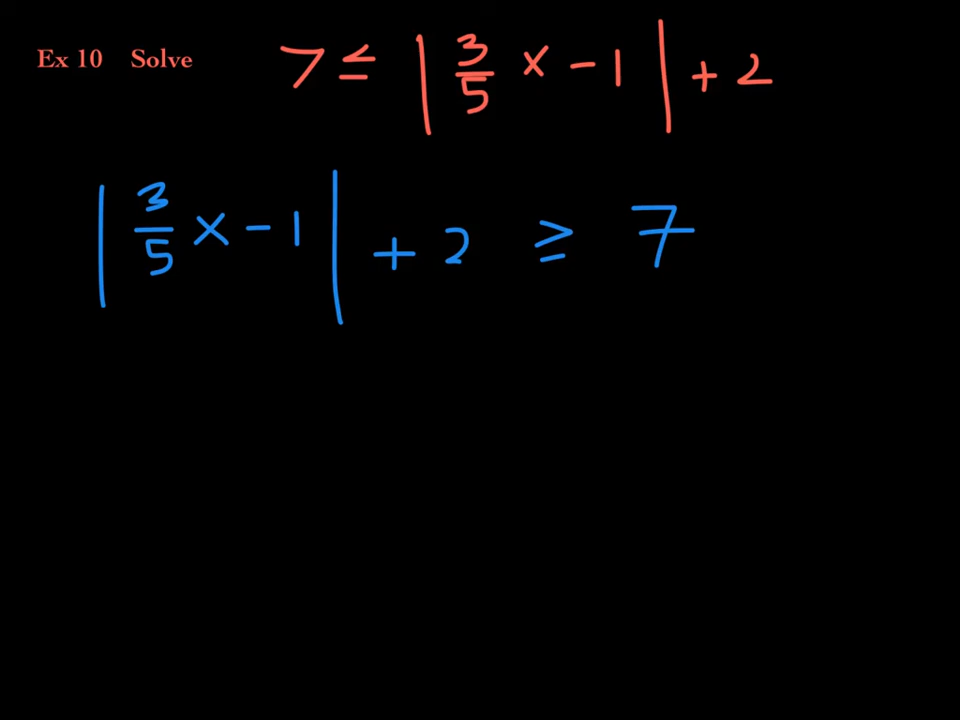 Ex 10 Solve 7 ≤ | 3/5 x - 1 | + 2
| 3/5 x - 1 | + 2 ≥ 7